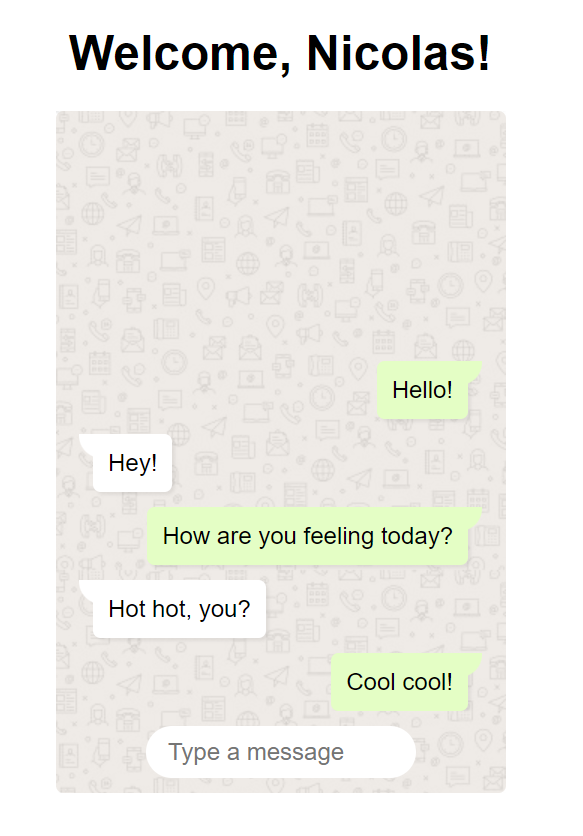 Welcome, Nicolas!
Hello!
Hey!
How are you feeling today?
Hot hot, you?
Cool cool!
Type a message